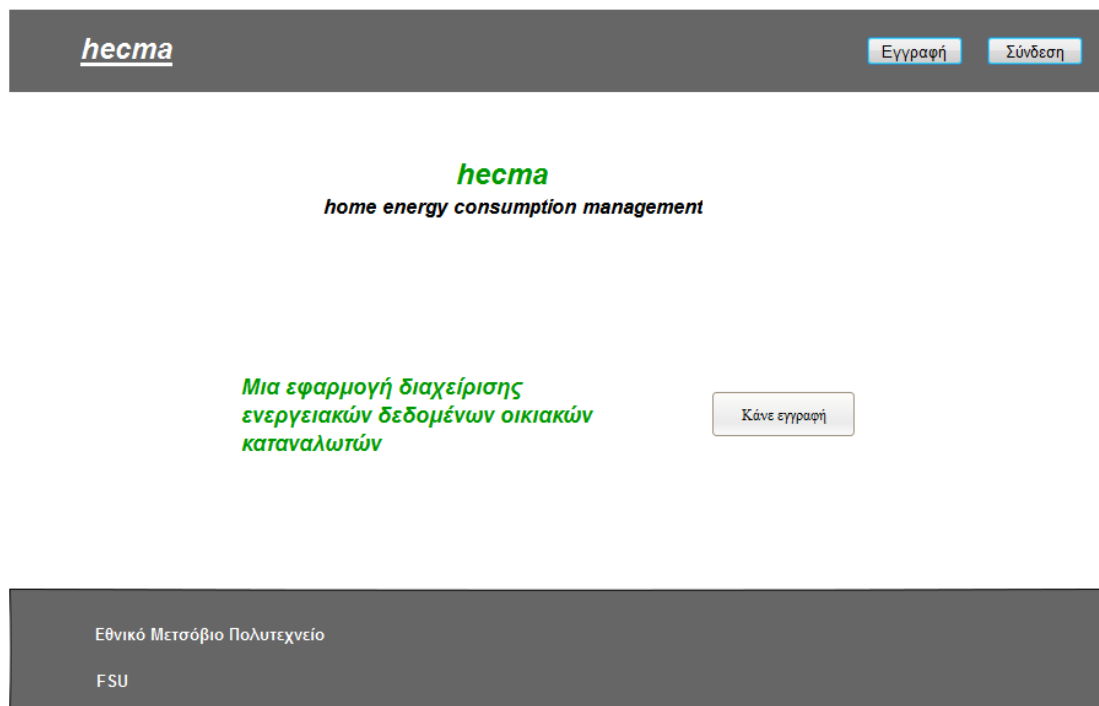 hecma
Εγγραφή
Σύνδεση
hecma
home energy consumption management
Μια εφαρμογή διαχείρισης
ενεργειακών δεδομένων οικιακών
καταναλωτών
Κάνε εγγραφή
Εθνικό Μετσόβιο Πολυτεχνείο
FSU